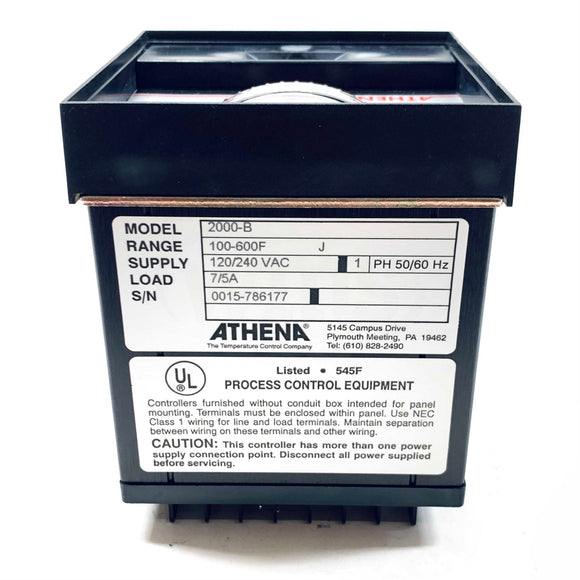 ATHENA
MODEL 2000-B
RANGE 100-600F J
SUPPLY 120/240 VAC 1 PH 50/60 Hz
LOAD 7/5A
S/N 0015-786177
ATHENA®
The Temperature Control Company
5145 Campus Drive
Plymouth Meeting, PA 19462
Tel: (610) 828-2490
UL ®
Listed • 545F
PROCESS CONTROL EQUIPMENT
Controllers furnished without conduit box intended for panel
mounting. Terminals must be enclosed within panel. Use NEC
Class 1 wiring for line and load terminals. Maintain separation
between wiring on these terminals and other wiring.
CAUTION: This controller has more than one power
supply connection point. Disconnect all power supplied
before servicing.